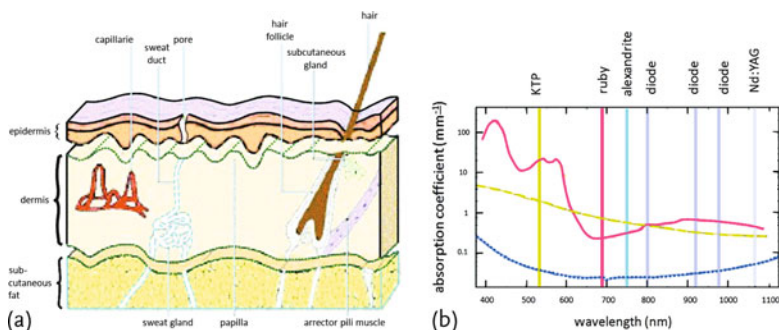 capillarie
sweat
duct
pore
hair
follicle
hair
subcutaneous
gland
epidermis
dermis
sub-
cutaneous
fat
sweat gland
papilla
arrector pili muscle
(a)
KTP
ruby
alexandrite
diode
diode
diode
Nd:YAG
absorption coefficient (mm⁻¹)
100
10
1
0.1
400 500 600 700 800 900 1000 1100
wavelength (nm)
(b)